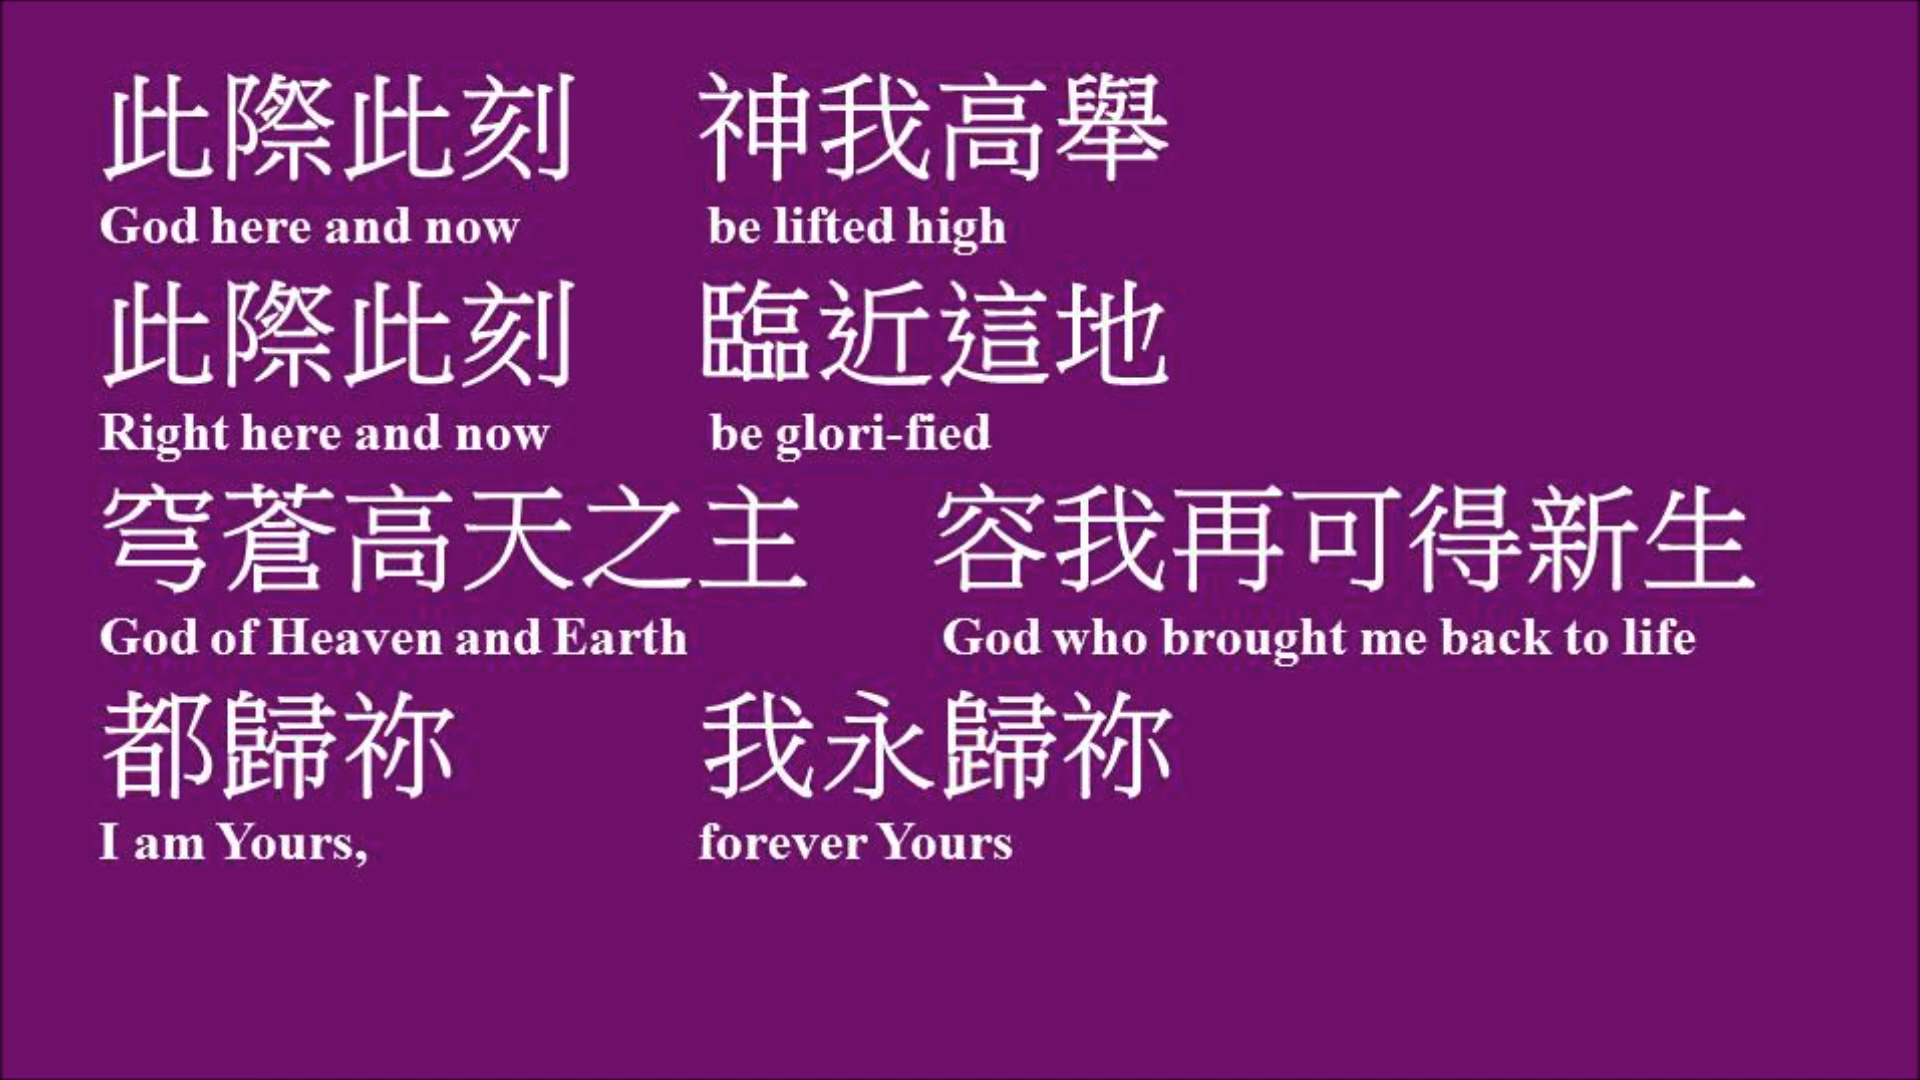 此際此刻 神我高舉
God here and now be lifted high
此際此刻 臨近這地
Right here and now be glori-fied
穹蒼高天之主 容我再可得新生
God of Heaven and Earth God who brought me back to life
都歸祢 我永歸祢
I am Yours, forever Yours